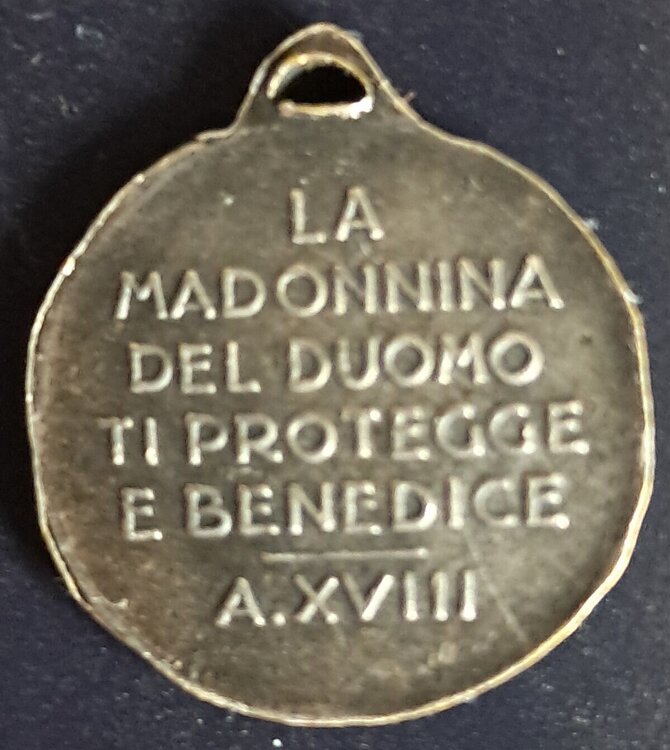 LA
MADONNINA
DEL DUOMO
TI PROTEGGE
E BENEDICE
A.XVIII